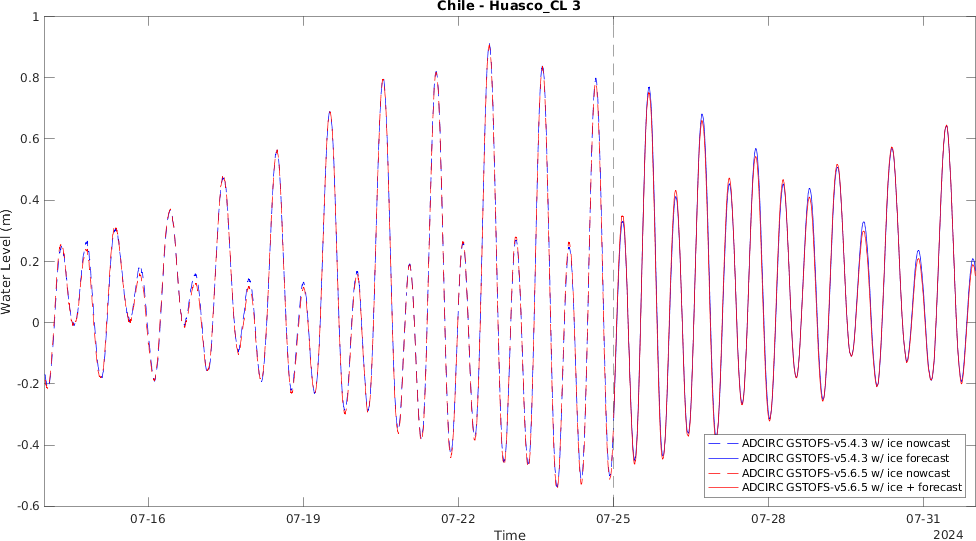 Chile - Huasco_CL 3
Water Level (m)
1
0.8
0.6
0.4
0.2
0
-0.2
-0.4
-0.6
ADCIRC GSTOFS-v5.4.3 w/ ice nowcast
ADCIRC GSTOFS-v5.4.3 w/ ice forecast
ADCIRC GSTOFS-v5.6.5 w/ ice nowcast
ADCIRC GSTOFS-v5.6.5 w/ ice + forecast
07-16 07-19 07-22 07-25 07-28 07-31
Time
2024